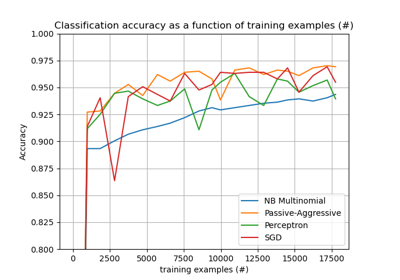 Classification accuracy as a function of training examples (#)
1.000
0.975
0.950
0.925
0.900
0.875
0.850
0.825
0.800
Accuracy
NB Multinomial
Passive-Aggressive
Perceptron
SGD
0 2500 5000 7500 10000 12500 15000 17500
training examples (#)